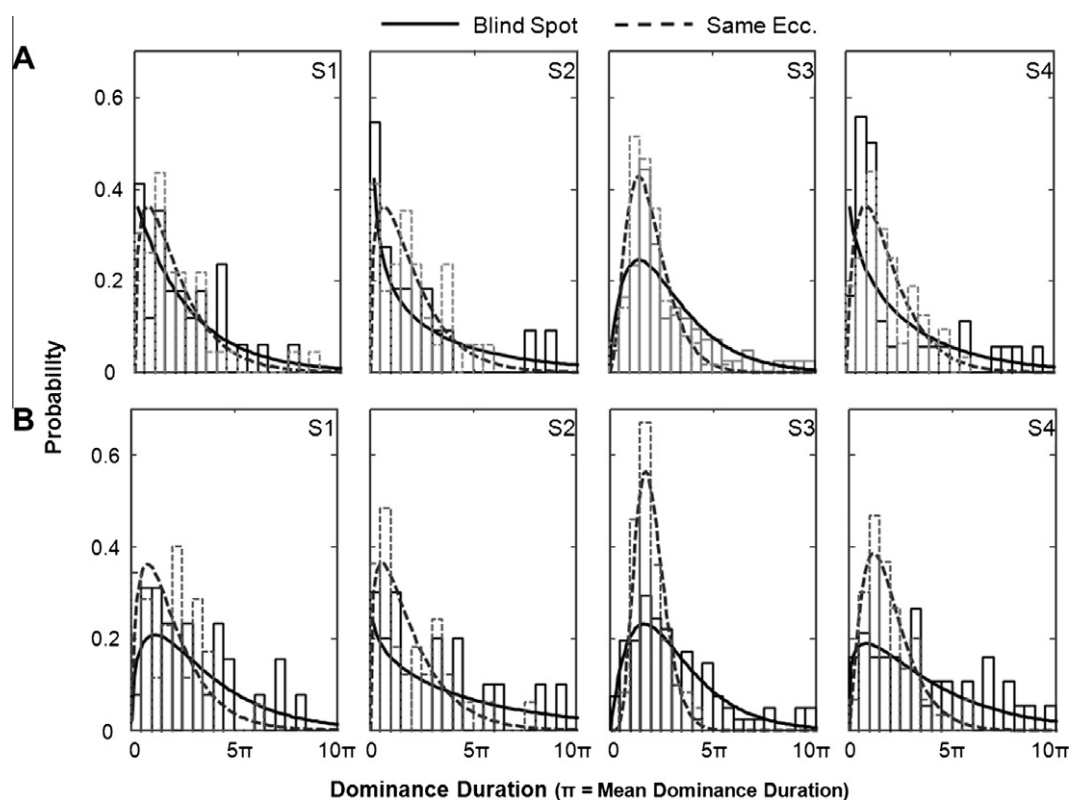 Blind Spot Same Ecc.
A
S1 S2 S3 S4
0.6
0.4
0.2
0
Probability
B
S1 S2 S3 S4
0.6
0.4
0.2
0
0 5π 10π 0 5π 10π 0 5π 10π 0 5π 10π
Dominance Duration (π = Mean Dominance Duration)